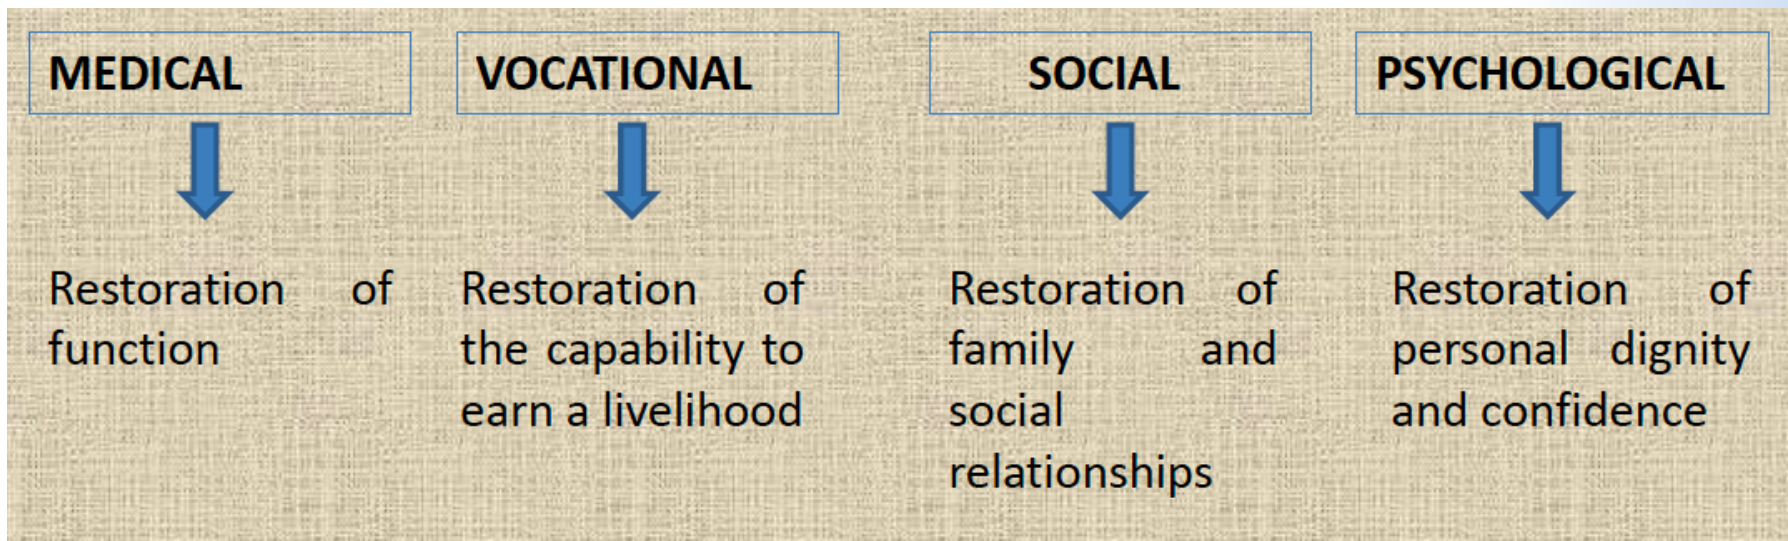 MEDICAL
VOCATIONAL
SOCIAL
PSYCHOLOGICAL
Restoration of
function
Restoration of
the capability to
earn a livelihood
Restoration of
family and
social
relationships
Restoration of
personal dignity
and confidence